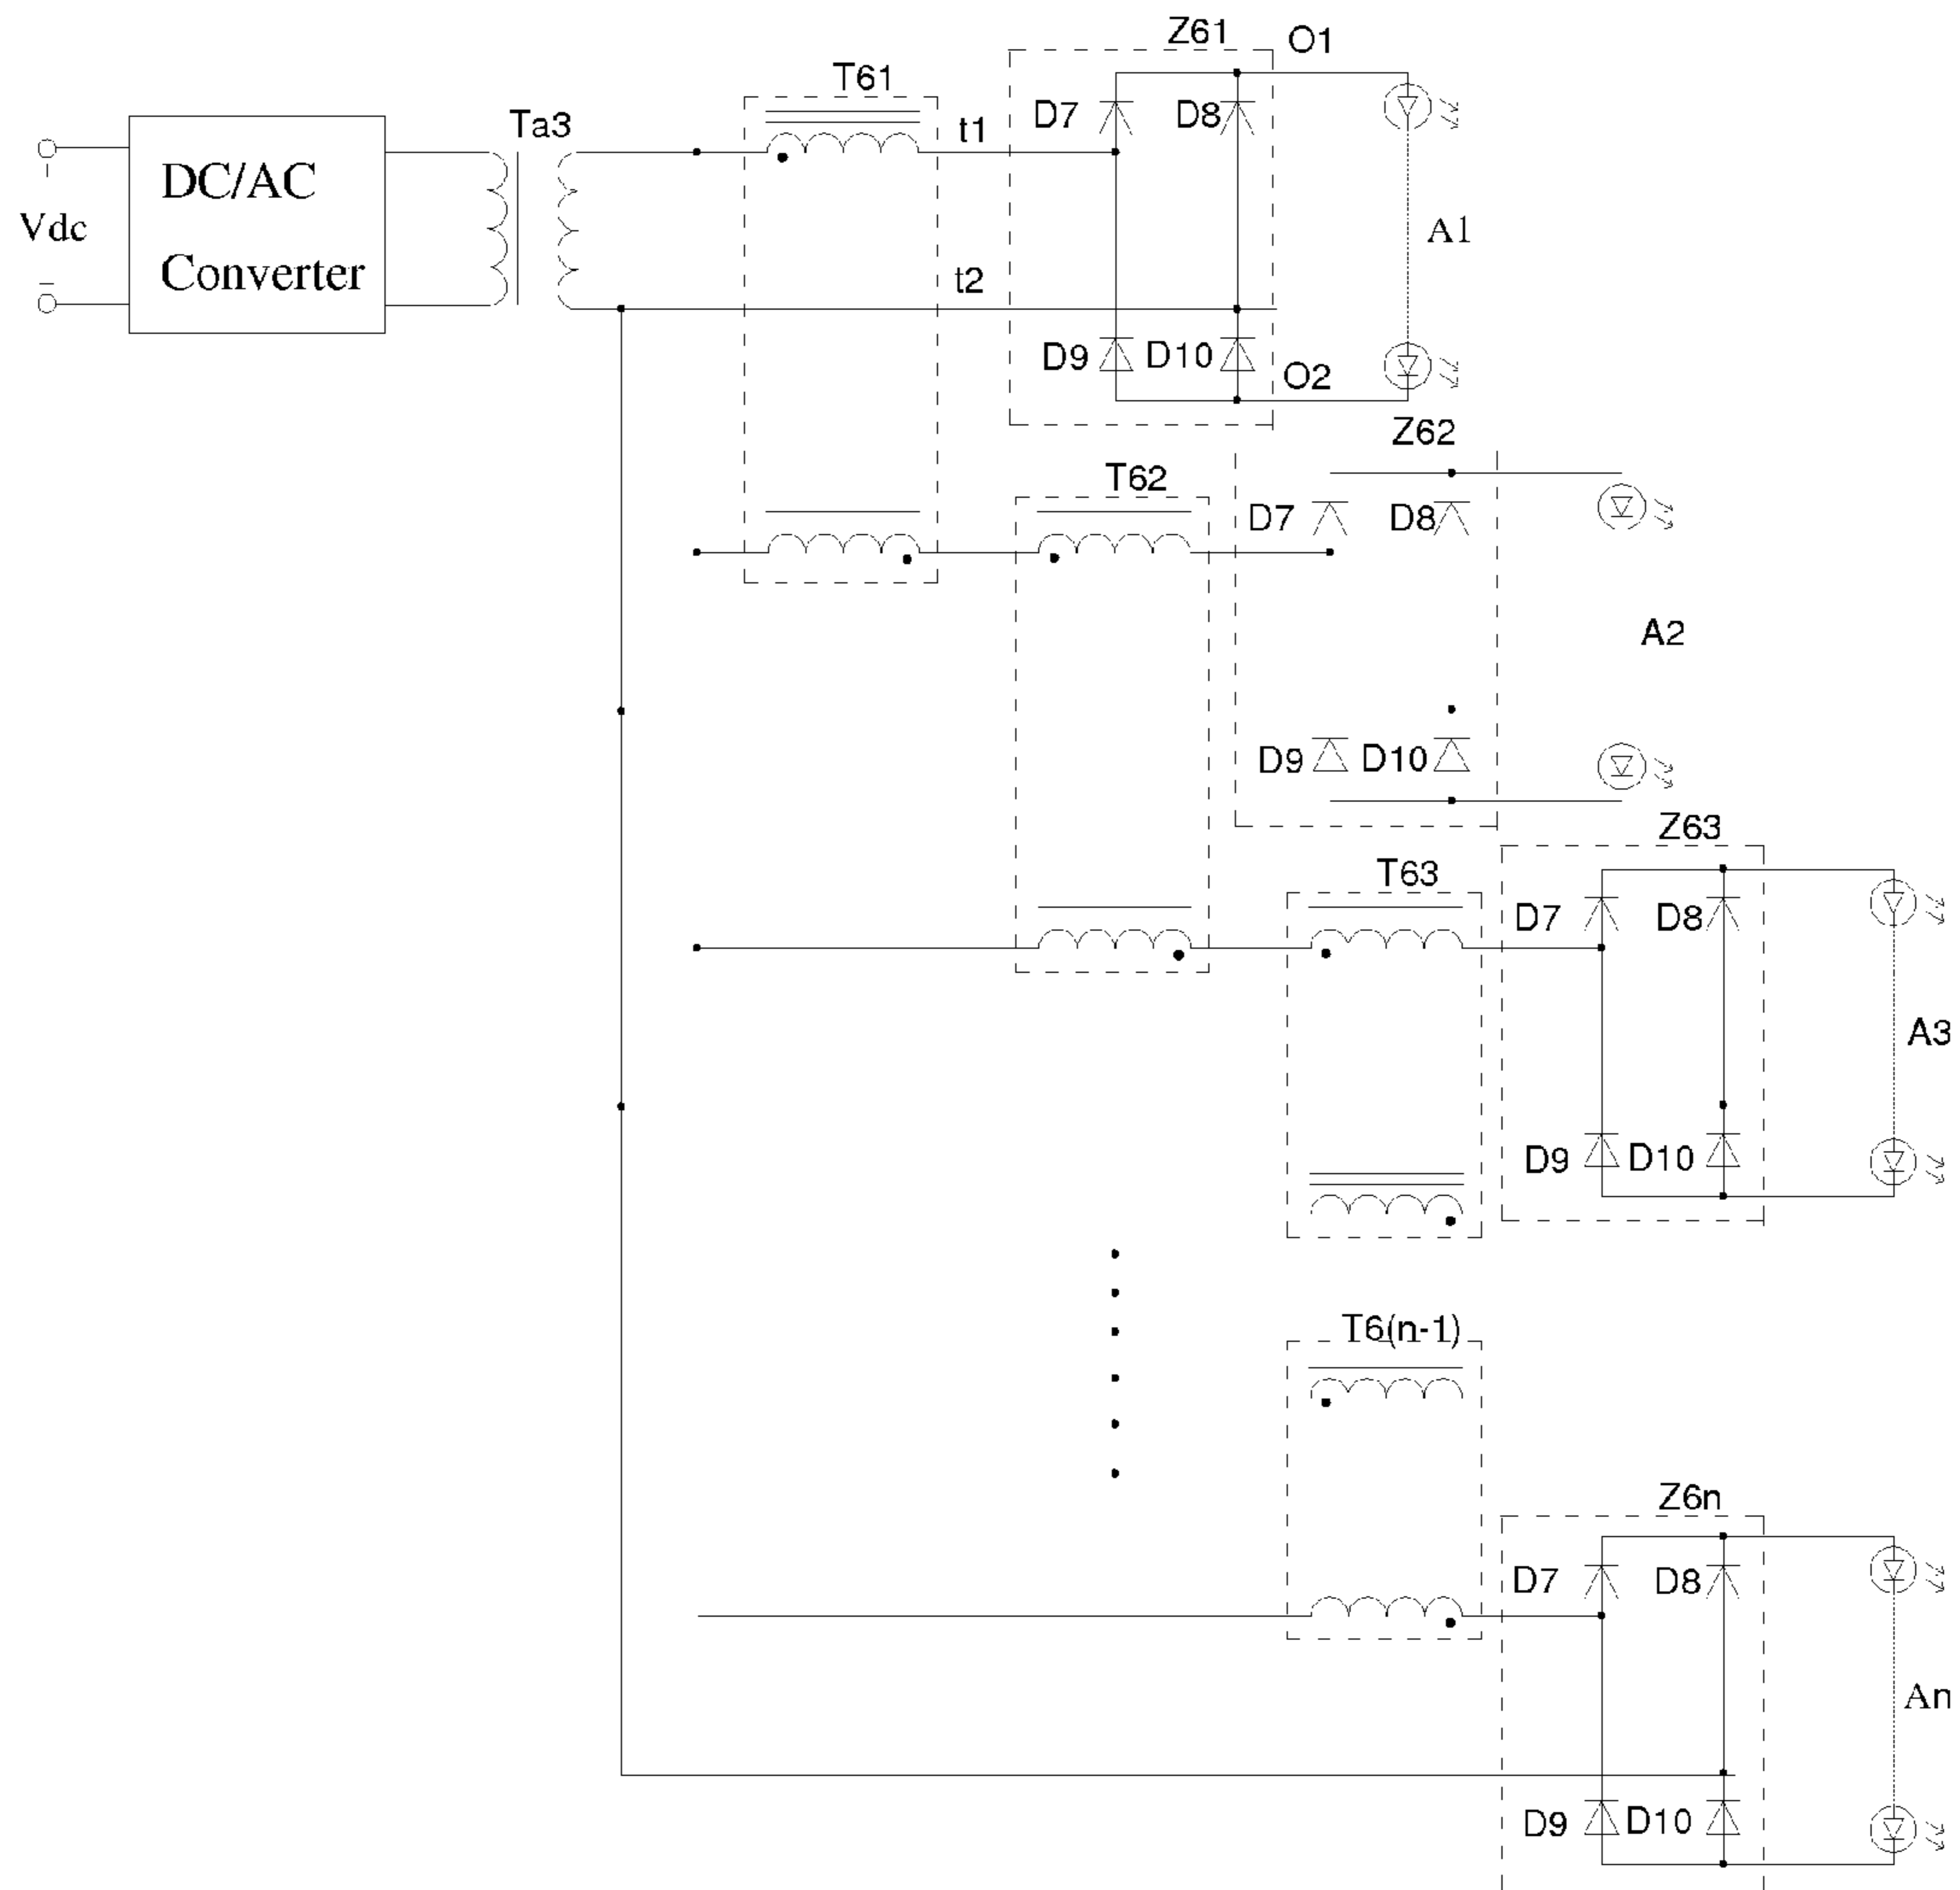 Z61
O1
T61
Ta3
D7
D8
t1
DC/AC
Converter
Vdc
A1
t2
D9
D10
O2
Z62
T62
D7
D8
A2
D9
D10
Z63
T63
D7
D8
A3
D9
D10
T6(n-1)
Z6n
D7
D8
An
D9
D10